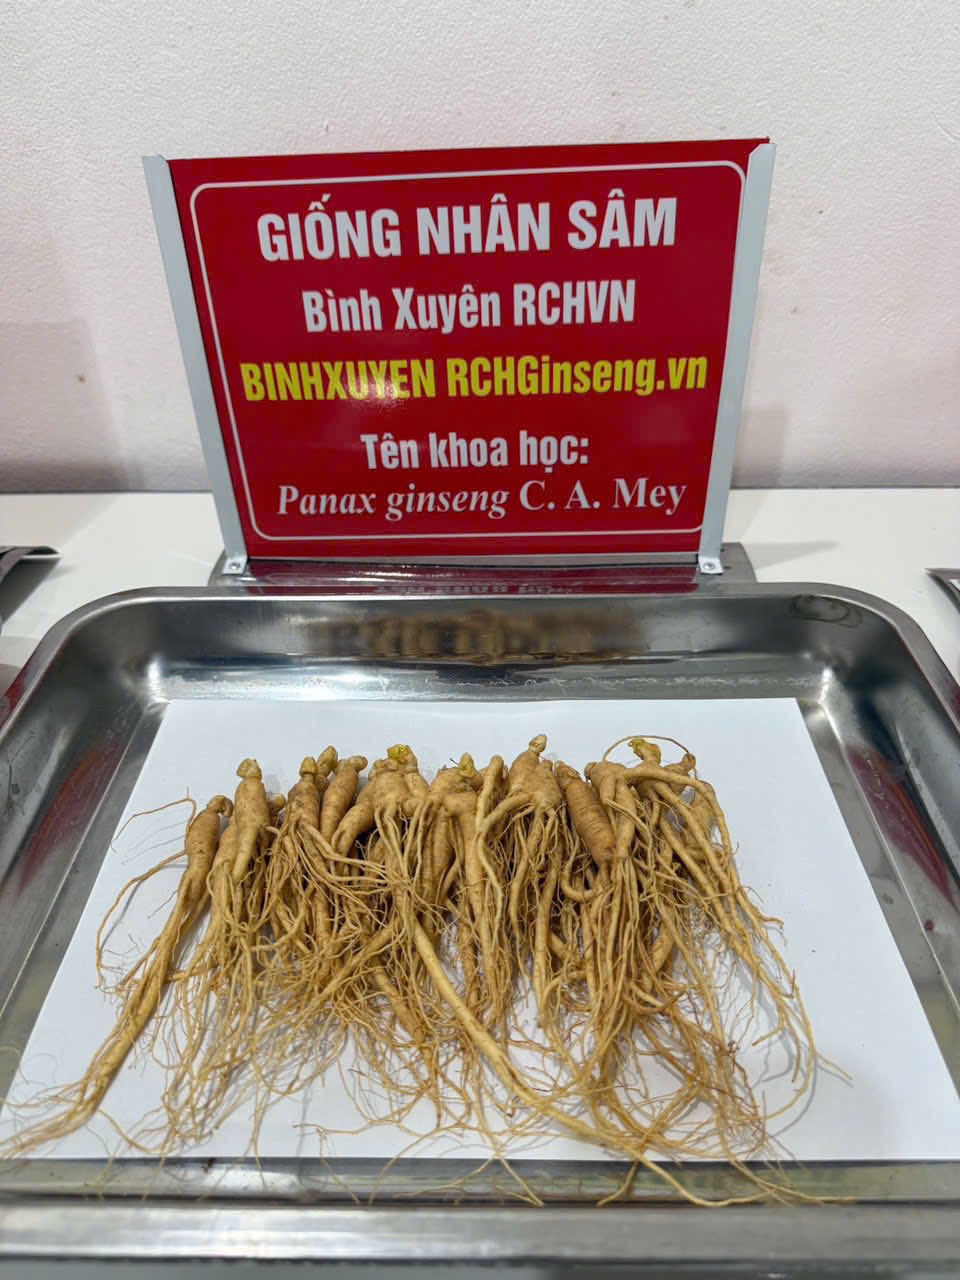 GIỐNG NHÂN SÂM
Bình Xuyên RCHVN
BINHXUYEN RCHGinseng.vn
Tên khoa học:
Panax ginseng C. A. Mey